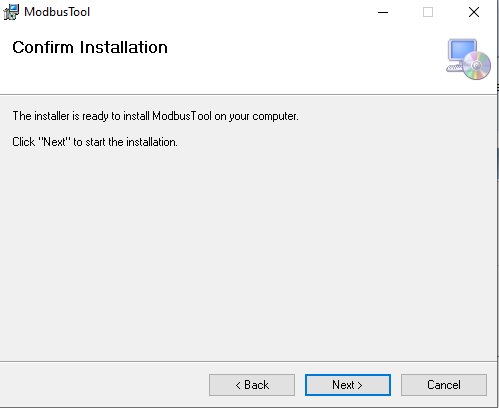 ModbusTool
Confirm Installation
The installer is ready to install ModbusTool on your computer.
Click "Next" to start the installation.
< Back
Next >
Cancel